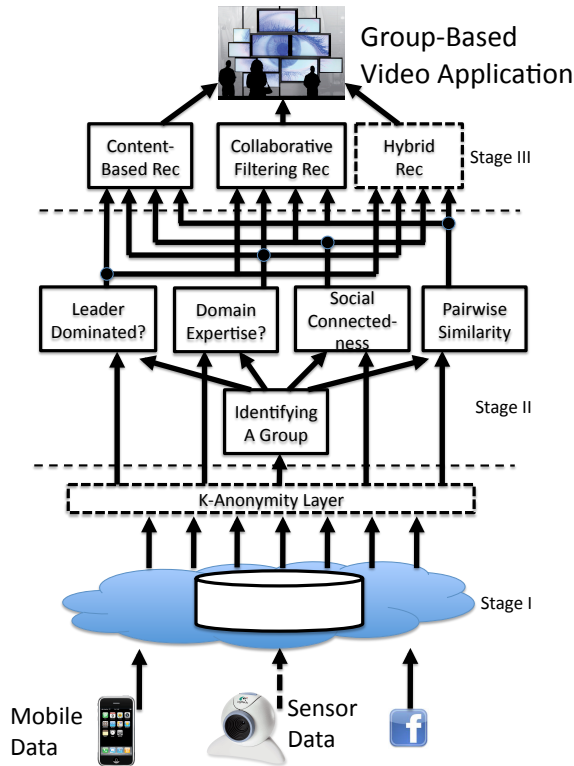 Group-Based
Video Application
Content-
Based Rec
Collaborative
Filtering Rec
Hybrid
Rec
Stage III
Leader
Dominated?
Domain
Expertise?
Social
Connected-
ness
Pairwise
Similarity
Identifying
A Group
Stage II
K-Anonymity Layer
Stage I
Mobile
Data
Sensor
Data
f